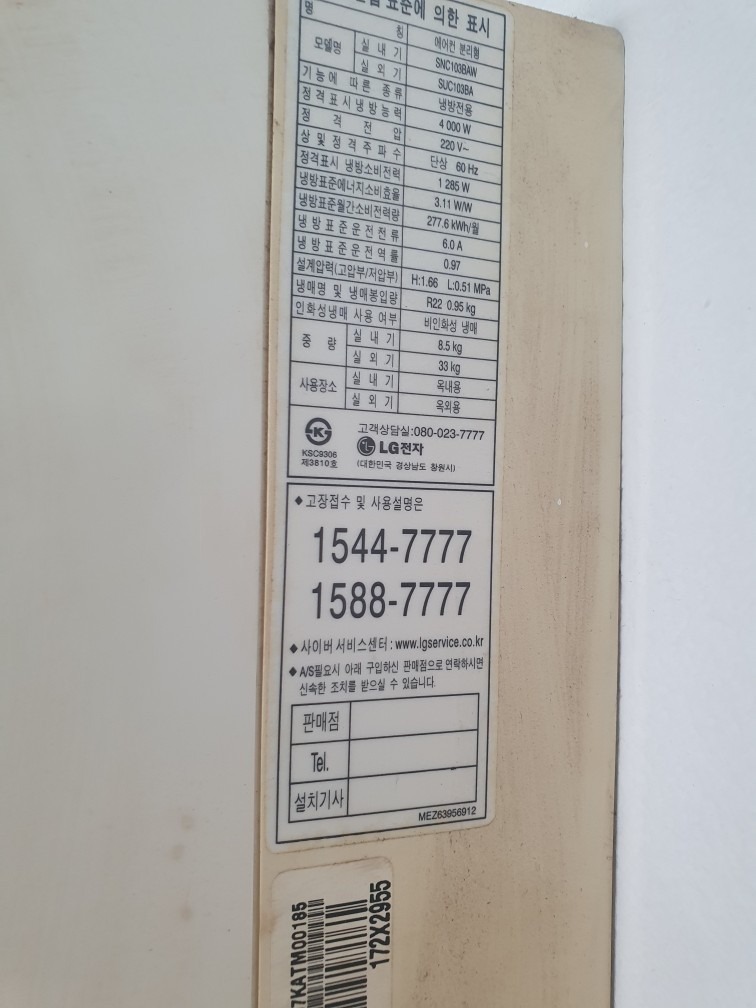 표준에 의한 표시
명 칭 에어컨 분리형
모델명 실 내 기 SNC103BAW
실 외 기 SUC103BA
기능에 따른 종류 냉방전용
정격표시냉방능력 4 000 W
정 격 전 압 220 V~
상 및 정격주파수 단상 60 Hz
정격표시 냉방소비전력 1 285 W
냉방표준에너지소비효율 3.11 W/W
냉방표준월간소비전력량 277.6 kWh/월
냉방표준운전전류 6.0 A
냉방표준운전역률 0.97
설계압력(고압부/저압부) H:1.66 L:0.51 MPa
냉매명 및 냉매봉입량 R22 0.95 kg
인화성냉매 사용 여부 비인화성 냉매
중 량 실 내 기 8.5 kg
실 외 기 33 kg
사용장소 실 내 기 옥내용
실 외 기 옥외용
KSC9306
제3810호
고객상담실:080-023-7777
LG전자
(대한민국 경상남도 창원시)
◆ 고장접수 및 사용설명은
1544-7777
1588-7777
◆ 사이버 서비스센터 : www.lgservice.co.kr
◆ A/S필요시 아래 구입하신 판매점으로 연락하시면
신속한 조치를 받으실 수 있습니다.
판매점
Tel.
설치기사
MEZ63956912
7KATM00185
172X2955